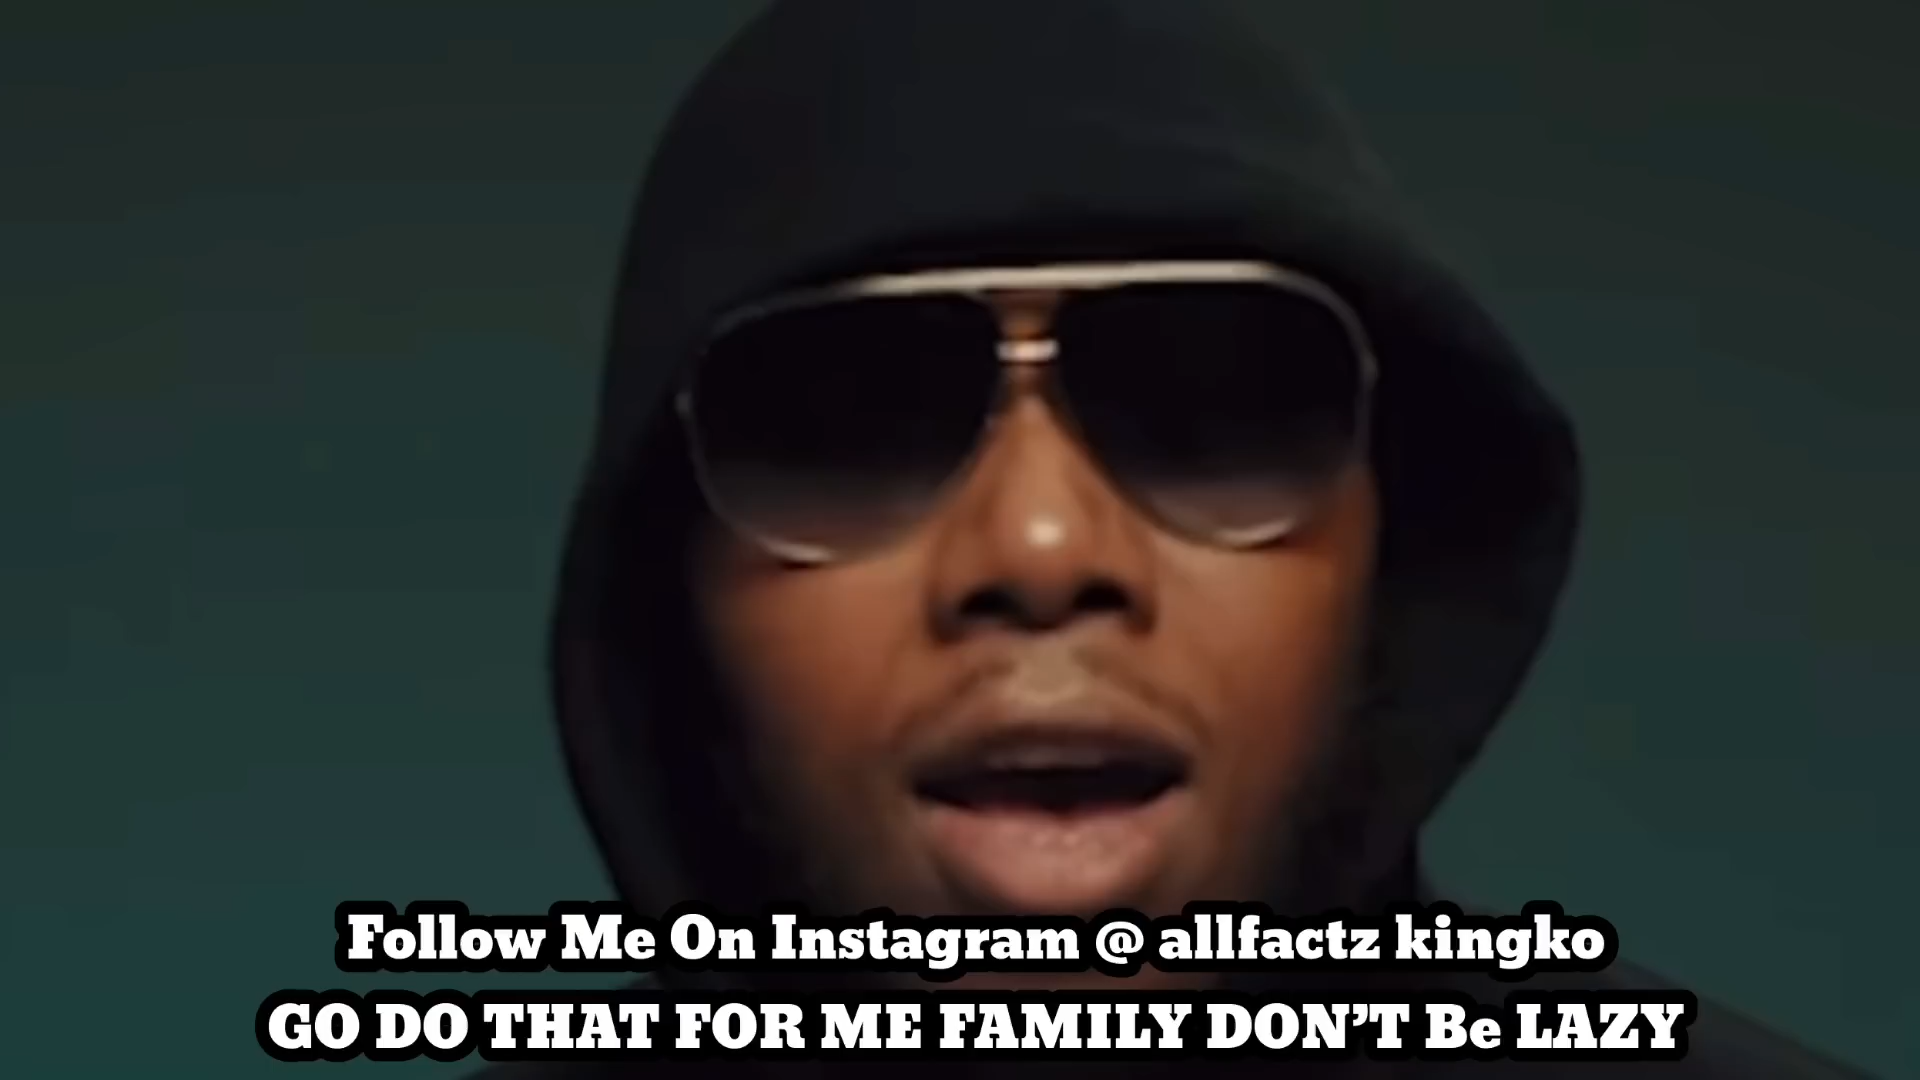 Follow Me On Instagram @ allfactz kingko
GO DO THAT FOR ME FAMILY DON’T Be LAZY